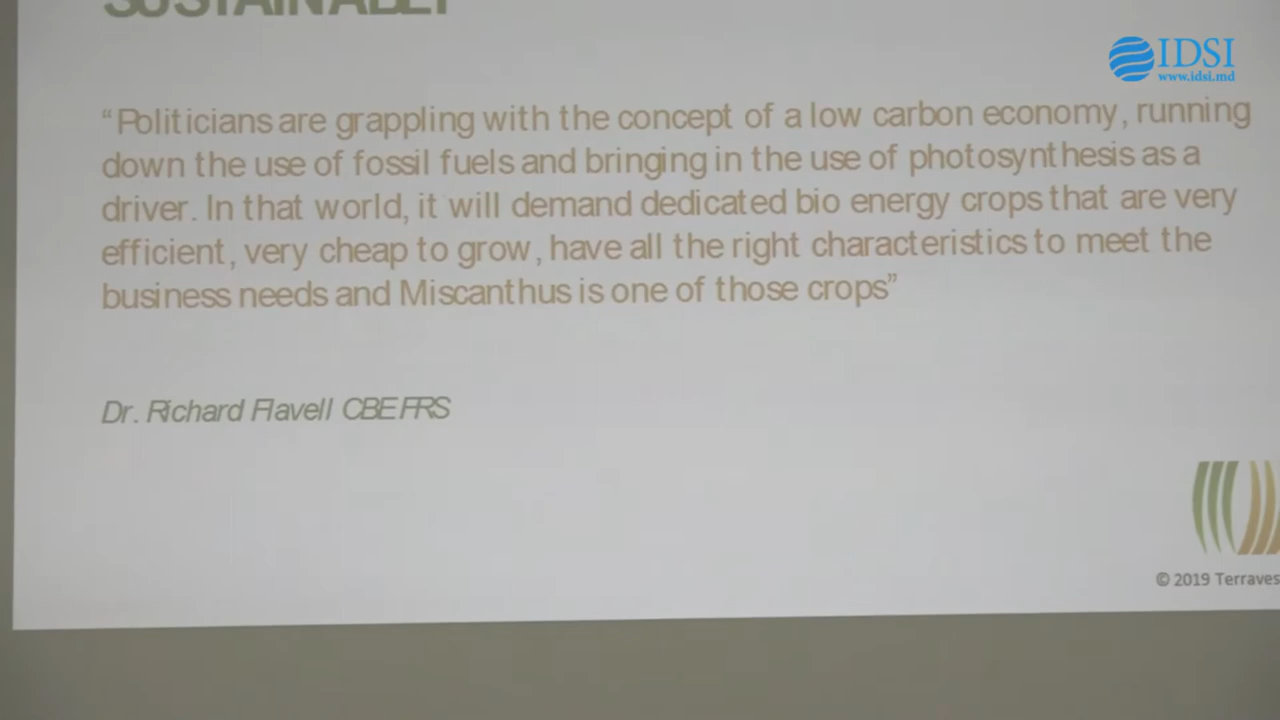 SUSTAINABLY
IDSI
www.idsi.md
“Politicians are grappling with the concept of a low carbon economy, running
down the use of fossil fuels and bringing in the use of photosynthesis as a
driver. In that world, it will demand dedicated bio energy crops that are very
efficient, very cheap to grow, have all the right characteristics to meet the
business needs and Miscanthus is one of those crops”
Dr. Richard Flavell CBE FRS
© 2019 Terraves